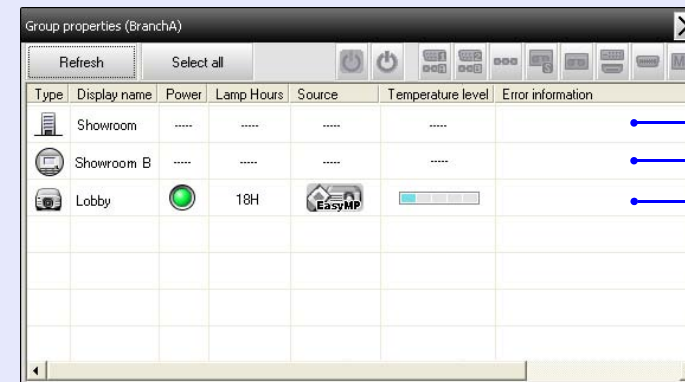 Group properties (BranchA)
Refresh Select all
Type Display name Power Lamp Hours Source Temperature level Error information
Showroom ----- ----- ----- -----
Showroom B ----- ----- ----- -----
Lobby 18H EasyMP